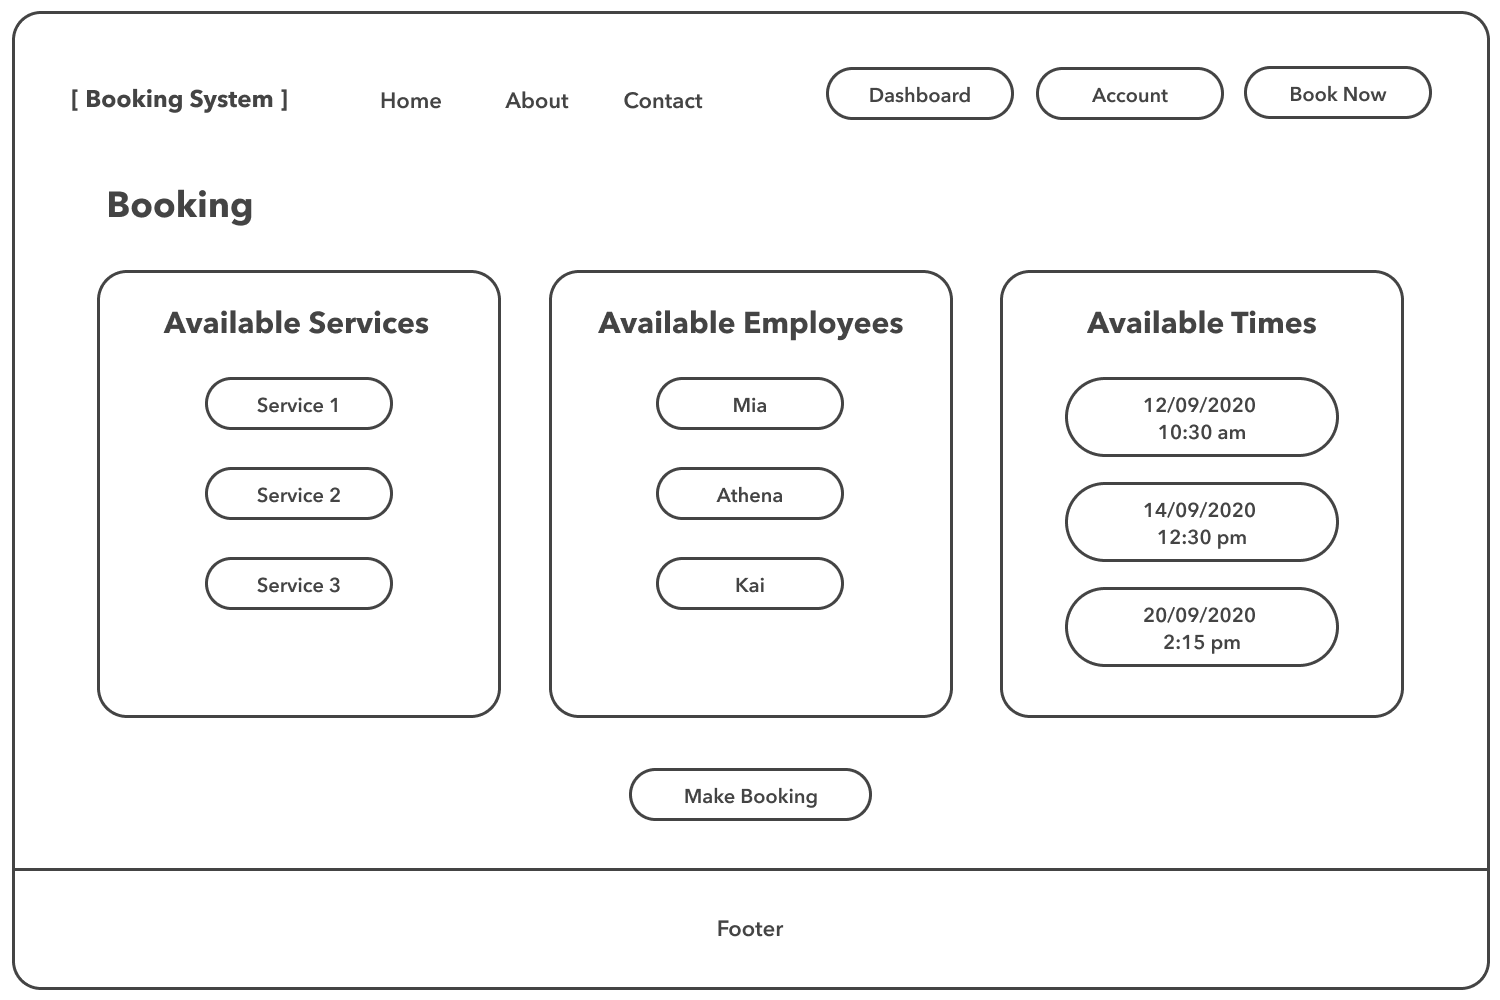 [ Booking System ]
Home
About
Contact
Dashboard
Account
Book Now
Booking
Available Services
Service 1
Service 2
Service 3
Available Employees
Mia
Athena
Kai
Available Times
12/09/2020
10:30 am
14/09/2020
12:30 pm
20/09/2020
2:15 pm
Make Booking
Footer